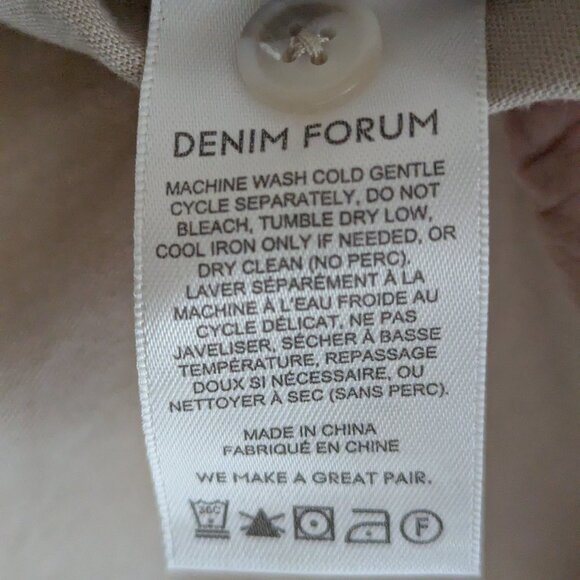 DENIM FORUM
MACHINE WASH COLD GENTLE
CYCLE SEPARATELY, DO NOT
BLEACH, TUMBLE DRY LOW,
COOL IRON ONLY IF NEEDED, OR
DRY CLEAN (NO PERC).
LAVER SÉPARÉMENT À LA
MACHINE À L'EAU FROIDE AU
CYCLE DÉLICAT, NE PAS
JAVELISER, SÉCHER À BASSE
TEMPÉRATURE, REPASSAGE
DOUX SI NÉCESSAIRE, OU
NETTOYER À SEC (SANS PERC).
MADE IN CHINA
FABRIQUÉ EN CHINE
WE MAKE A GREAT PAIR.
30C F